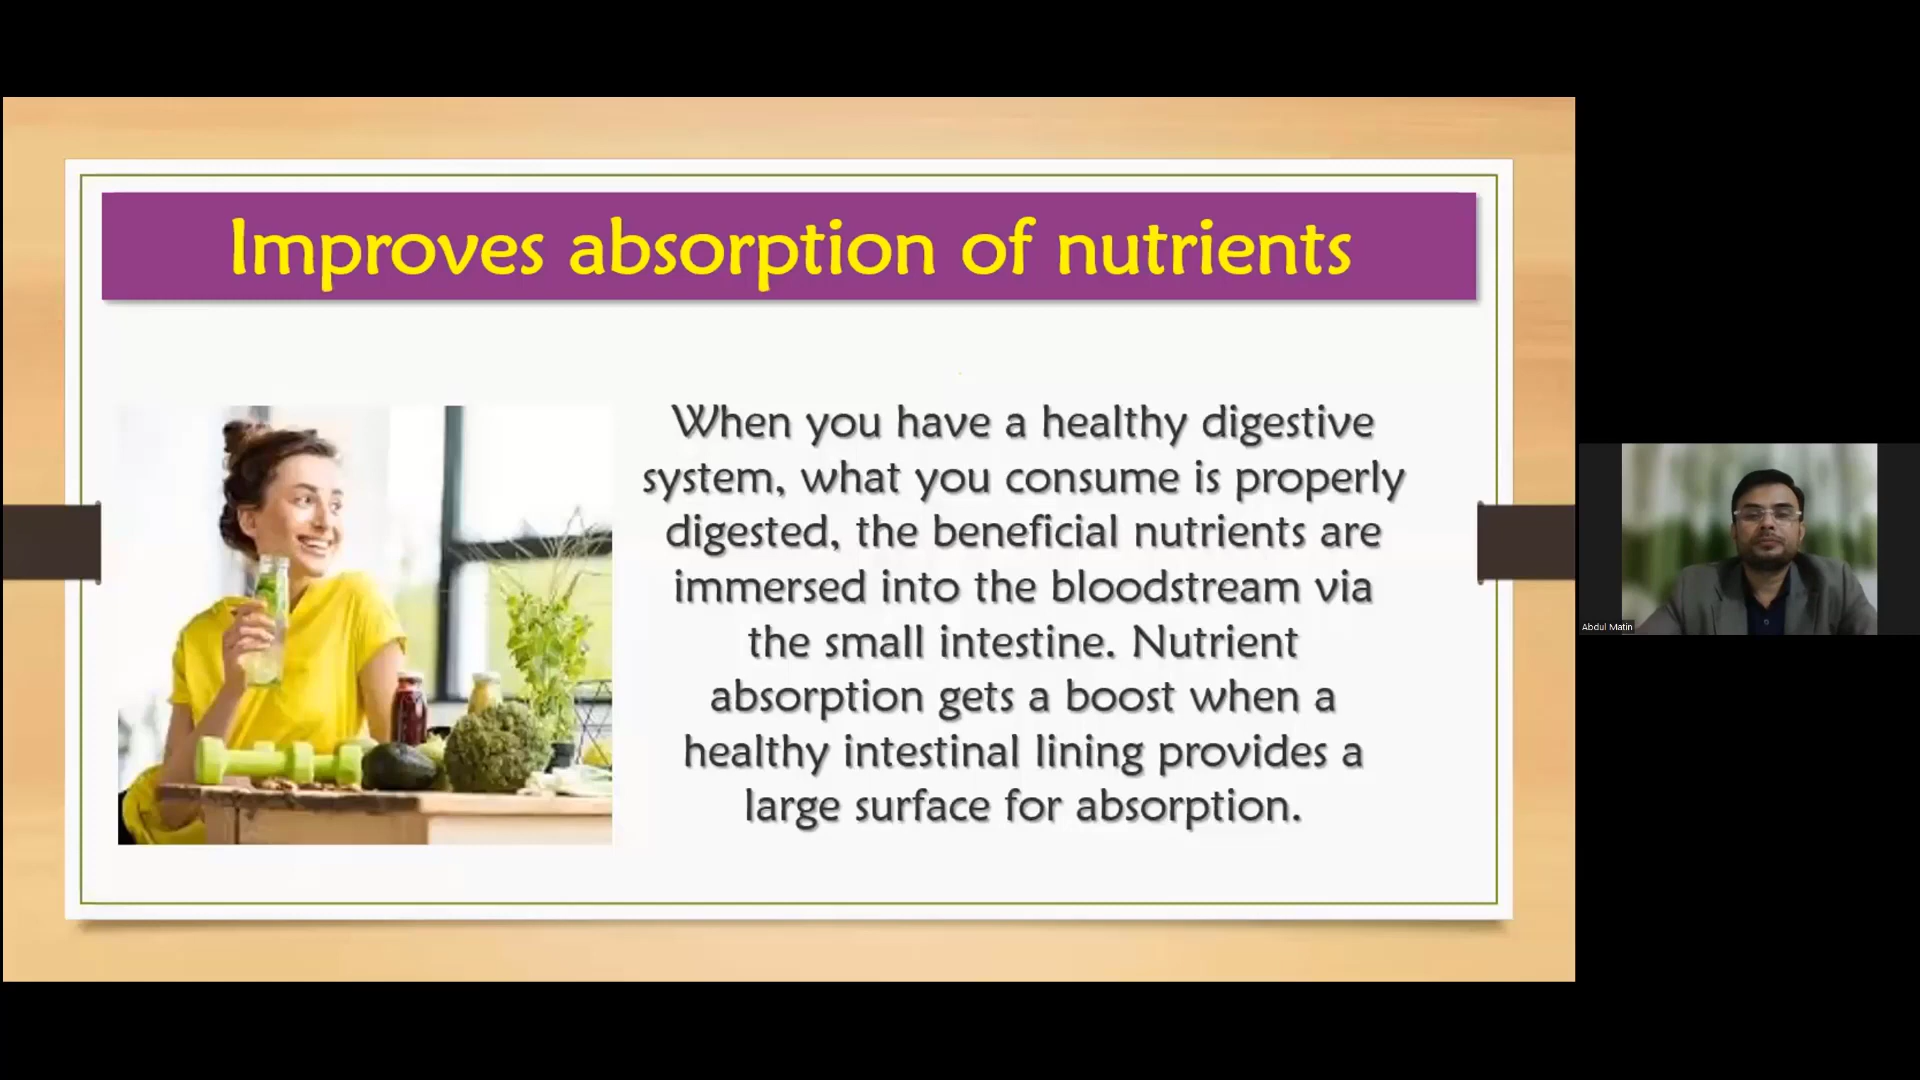 Improves absorption of nutrients
When you have a healthy digestive
system, what you consume is properly
digested, the beneficial nutrients are
immersed into the bloodstream via
the small intestine. Nutrient
absorption gets a boost when a
healthy intestinal lining provides a
large surface for absorption.
Abdul Matin